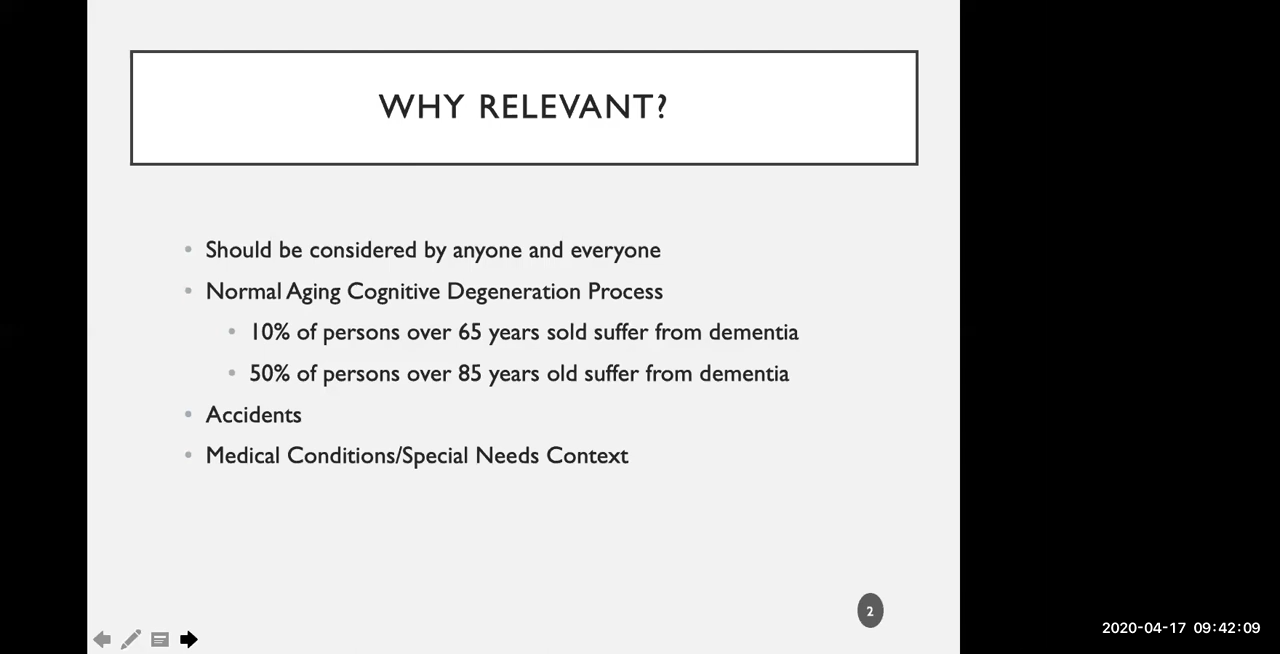 WHY RELEVANT?
Should be considered by anyone and everyone
Normal Aging Cognitive Degeneration Process
10% of persons over 65 years sold suffer from dementia
50% of persons over 85 years old suffer from dementia
Accidents
Medical Conditions/Special Needs Context
2
2020-04-17 09:42:09